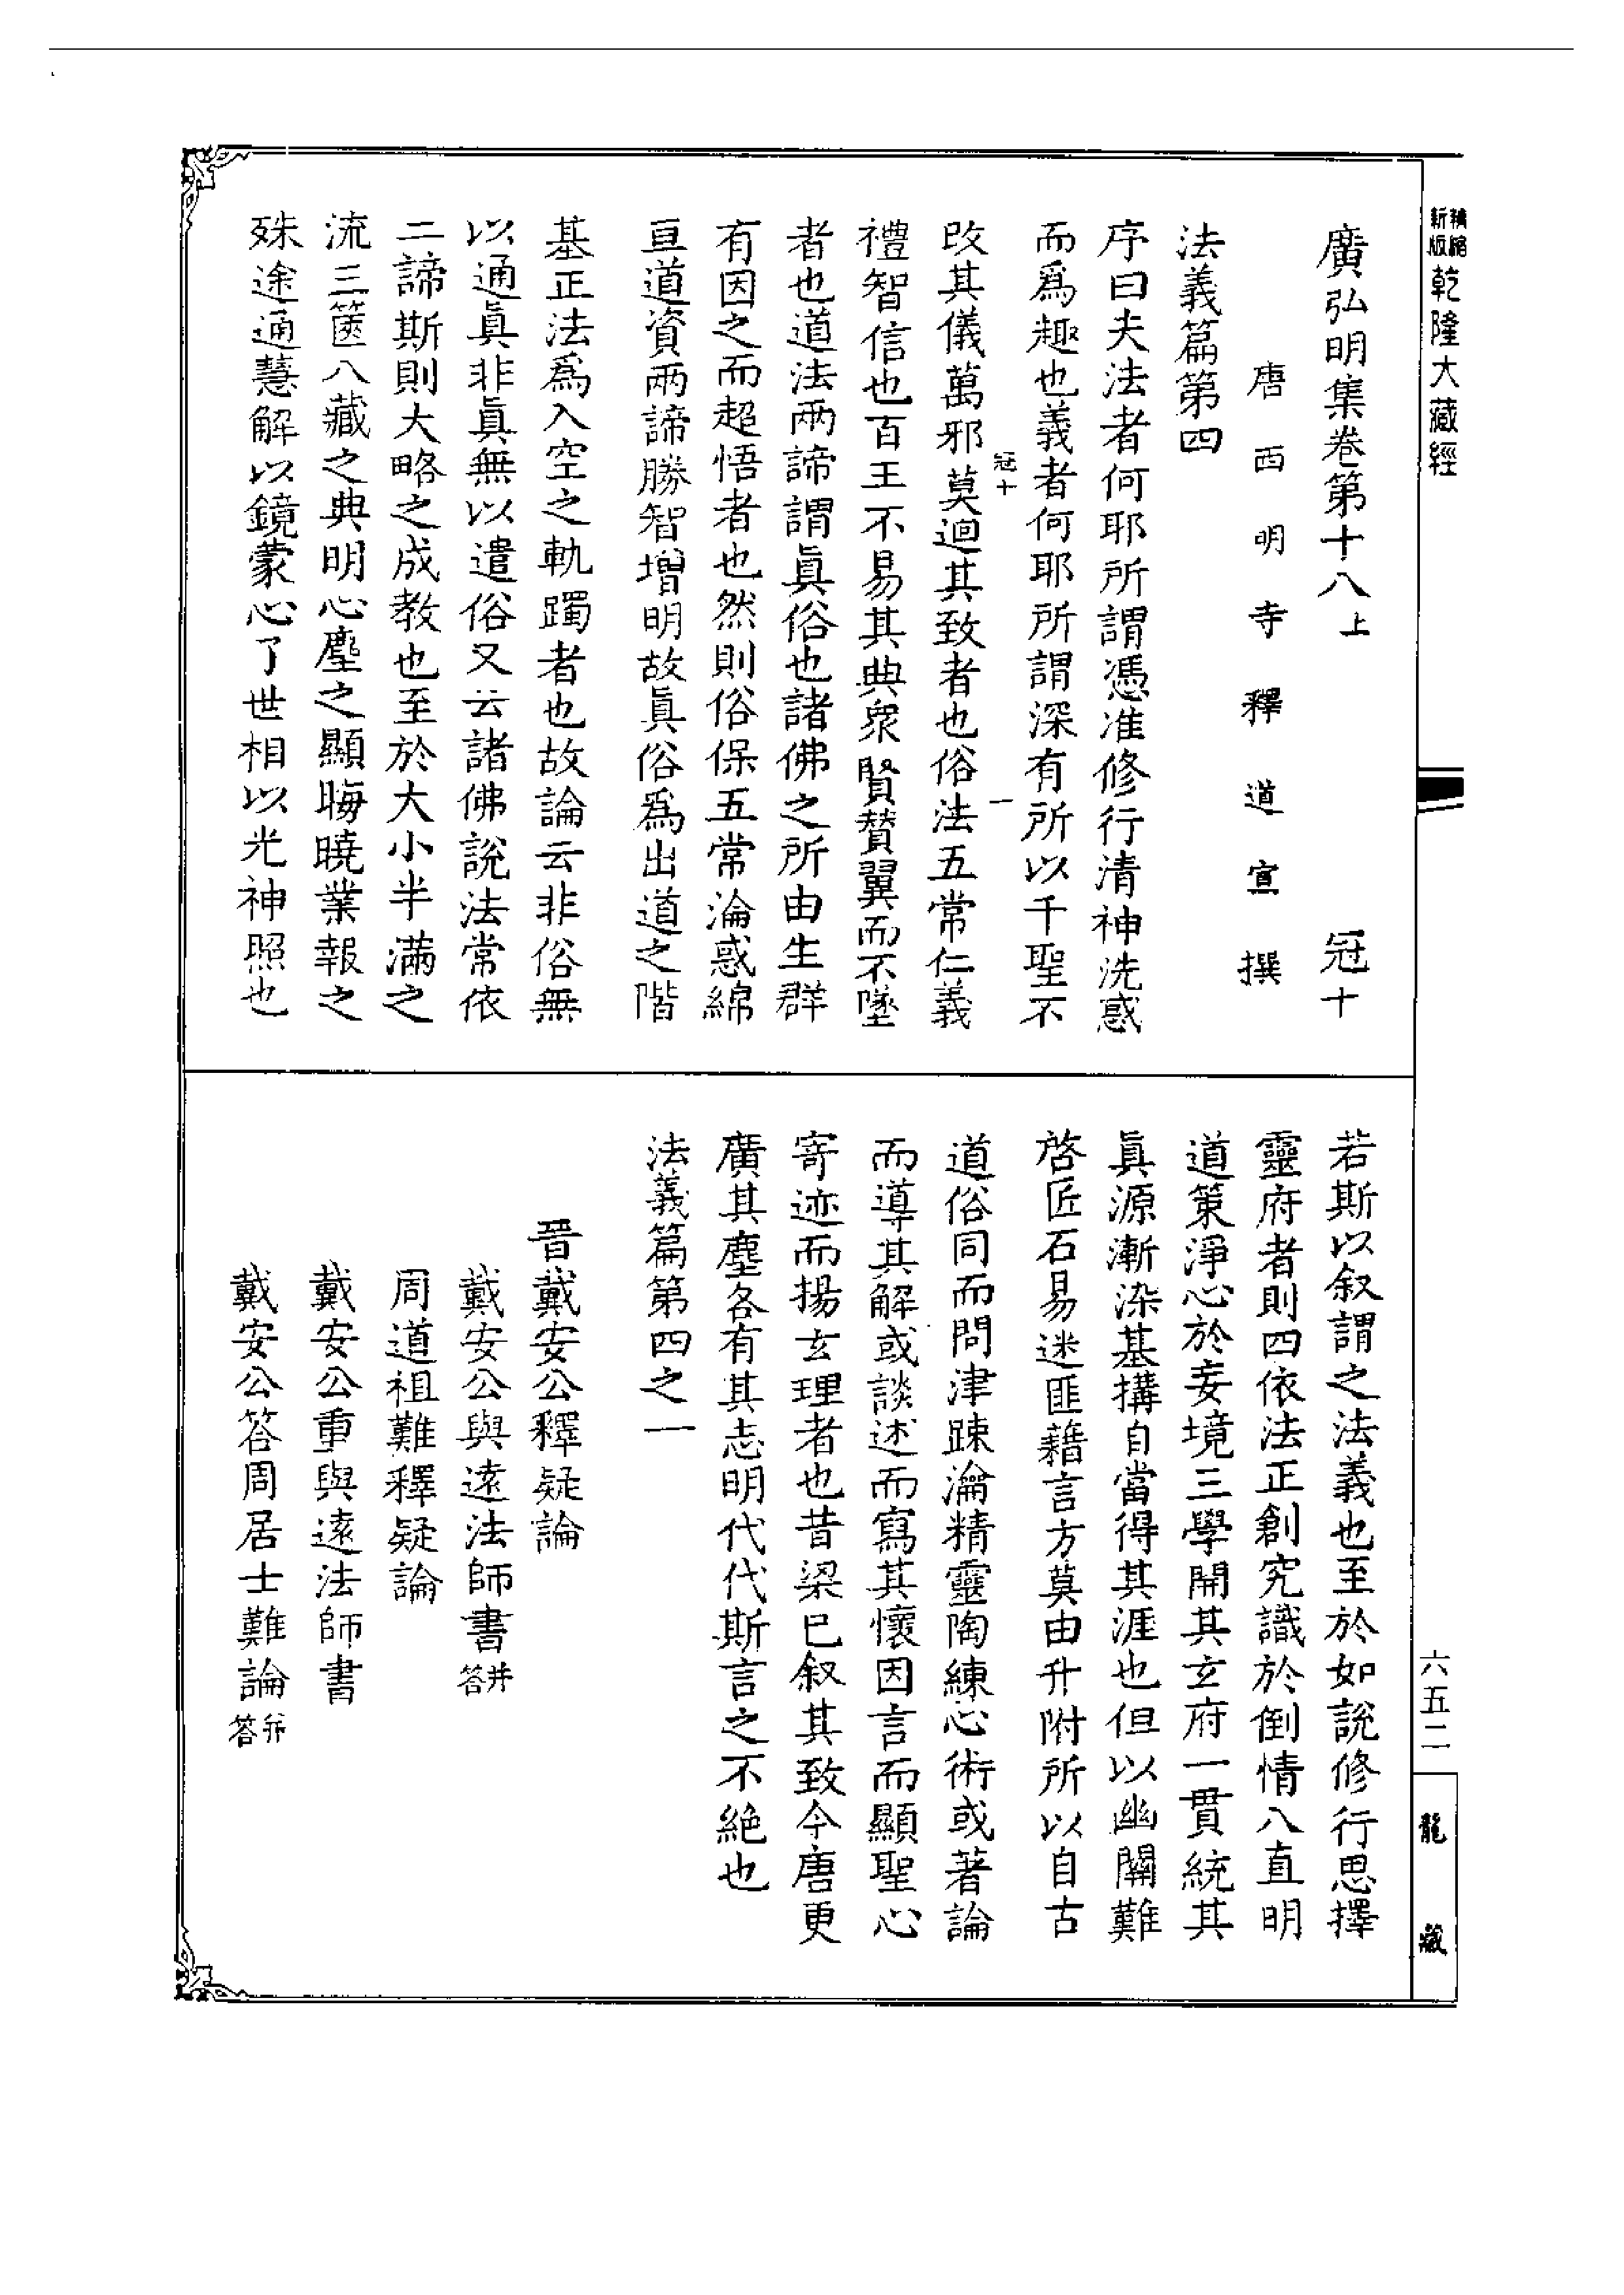 精縮新版乾隆大藏經
廣弘明集卷第十八上　冠十
唐西明寺釋道宣撰
法義篇第四
序曰夫法者何耶所謂憑准修行清神洗惑
而爲趣也義者何耶所謂深有所以千聖不
冠十　一
改其儀萬邪莫迴其致者也俗法五常仁義
禮智信也百王不易其典衆賢贊翼而不墜
者也道法兩諦謂眞俗也諸佛之所由生群
有因之而超悟者也然則俗保五常淪惑綿
亘道資兩諦勝智增明故眞俗爲出道之階
基正法爲入空之軌躅者也故論云非俗無
以通眞非眞無以遣俗又云諸佛說法常依
二諦斯則大略之成教也至於大小半滿之
流三篋八藏之典明心塵之顯晦曉業報之
殊途通慧解以鏡蒙心了世相以光神照也
若斯以叙謂之法義也至於如說修行思擇
靈府者則四依法正創究識於倒情八直明
道策淨心於妄境三學開其玄府一貫統其
眞源漸染基搆自當得其涯也但以幽關難
啓匠石易迷匪藉言方莫由升附所以自古
道俗同而問津踈瀹精靈陶練心術或著論
而導其解或談述而寫其懷因言而顯聖心
寄迹而揚玄理者也昔梁已叙其致今唐更
廣其塵各有其志明代代斯言之不絶也
法義篇第四之一
晉戴安公釋疑論
戴安公與遠法師書并答
周道祖難釋疑論
戴安公重與遠法師書
戴安公答周居士難論并答
六五二
龍藏